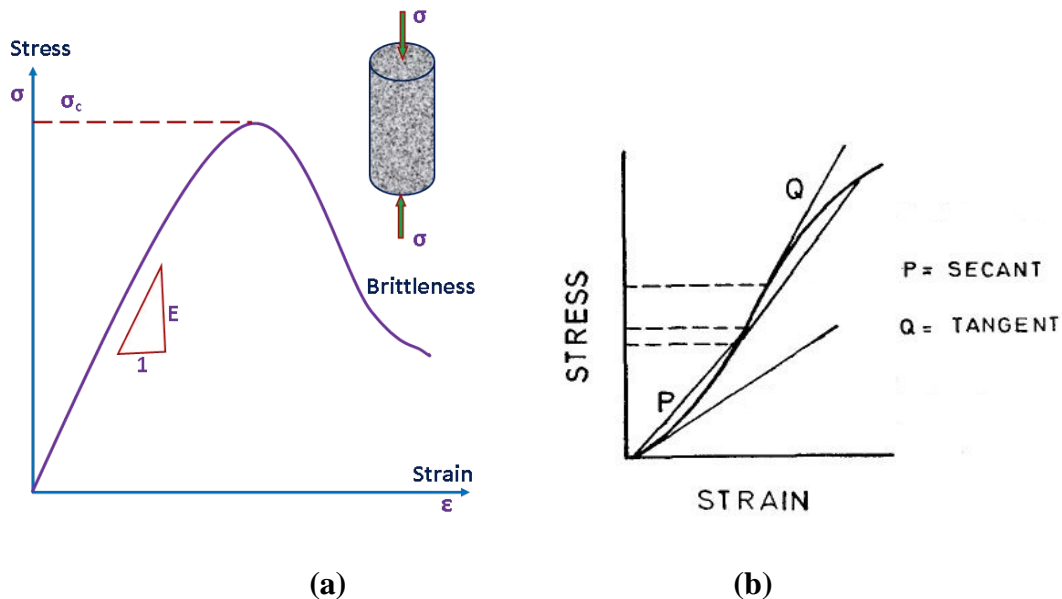 Stress
σ
σc
σ
σ
E
1
Brittleness
Strain
ε
(a)
STRESS
Q
P
P = SECANT
Q = TANGENT
STRAIN
(b)